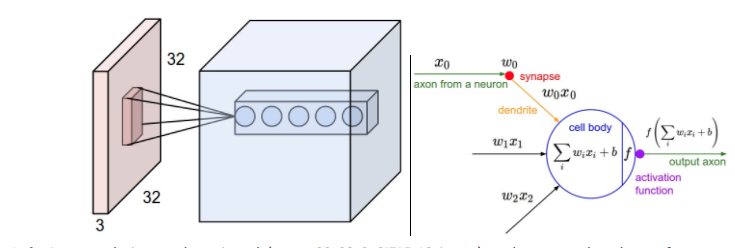 32
32
3
x₀
w₀
synapse
axon from a neuron
w₀x₀
dendrite
cell body
w₁x₁
∑ᵢ wᵢxᵢ + b
f
f(∑ᵢ wᵢxᵢ + b)
output axon
activation
function
w₂x₂